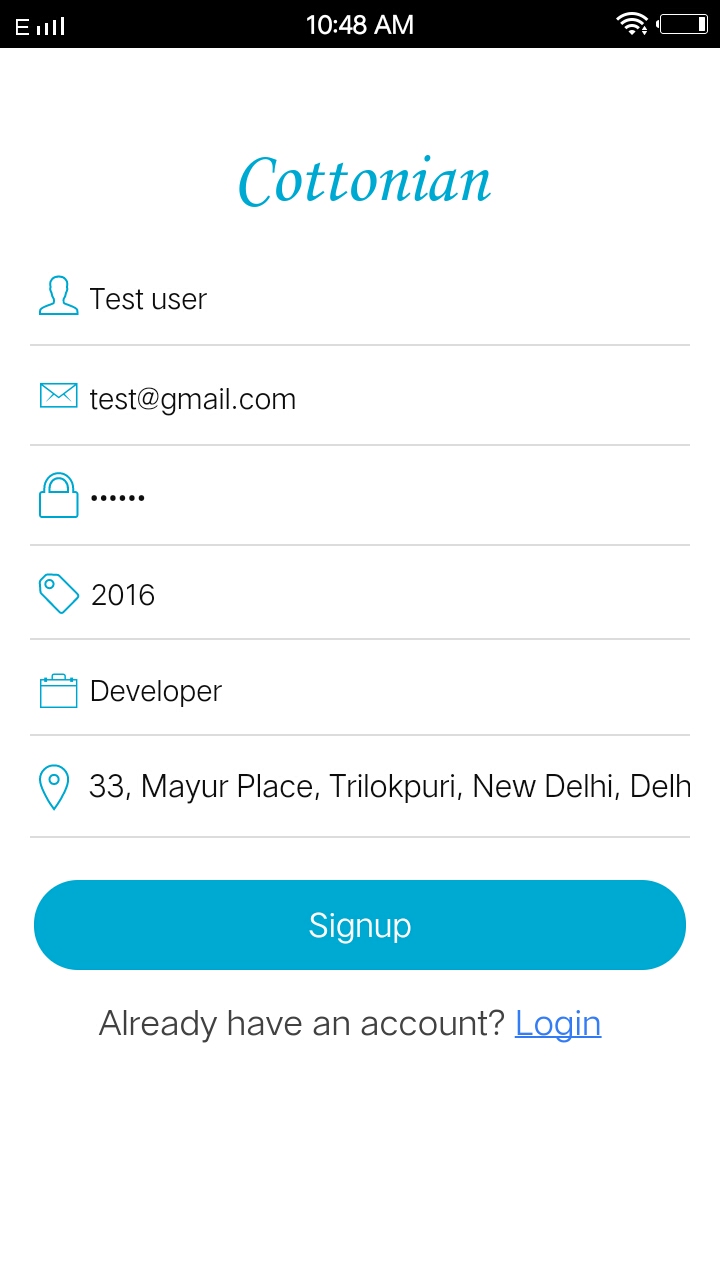 E
10:48 AM
Cottonian
Test user
test@gmail.com
••••••
2016
Developer
33, Mayur Place, Trilokpuri, New Delhi, Delh
Signup
Already have an account? Login